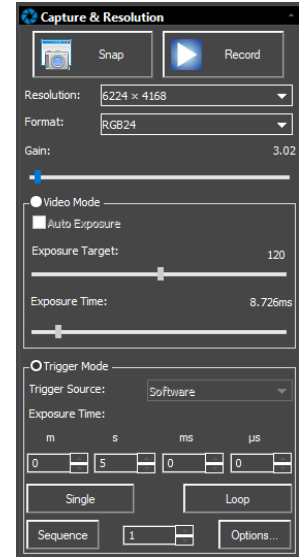 Capture & Resolution
Snap Record
Resolution: 6224 × 4168
Format: RGB24
Gain: 3.02
Video Mode
Auto Exposure
Exposure Target: 120
Exposure Time: 8.726ms
Trigger Mode
Trigger Source: Software
Exposure Time:
m s ms µs
0 5 0 0
Single Loop
Sequence 1 Options...